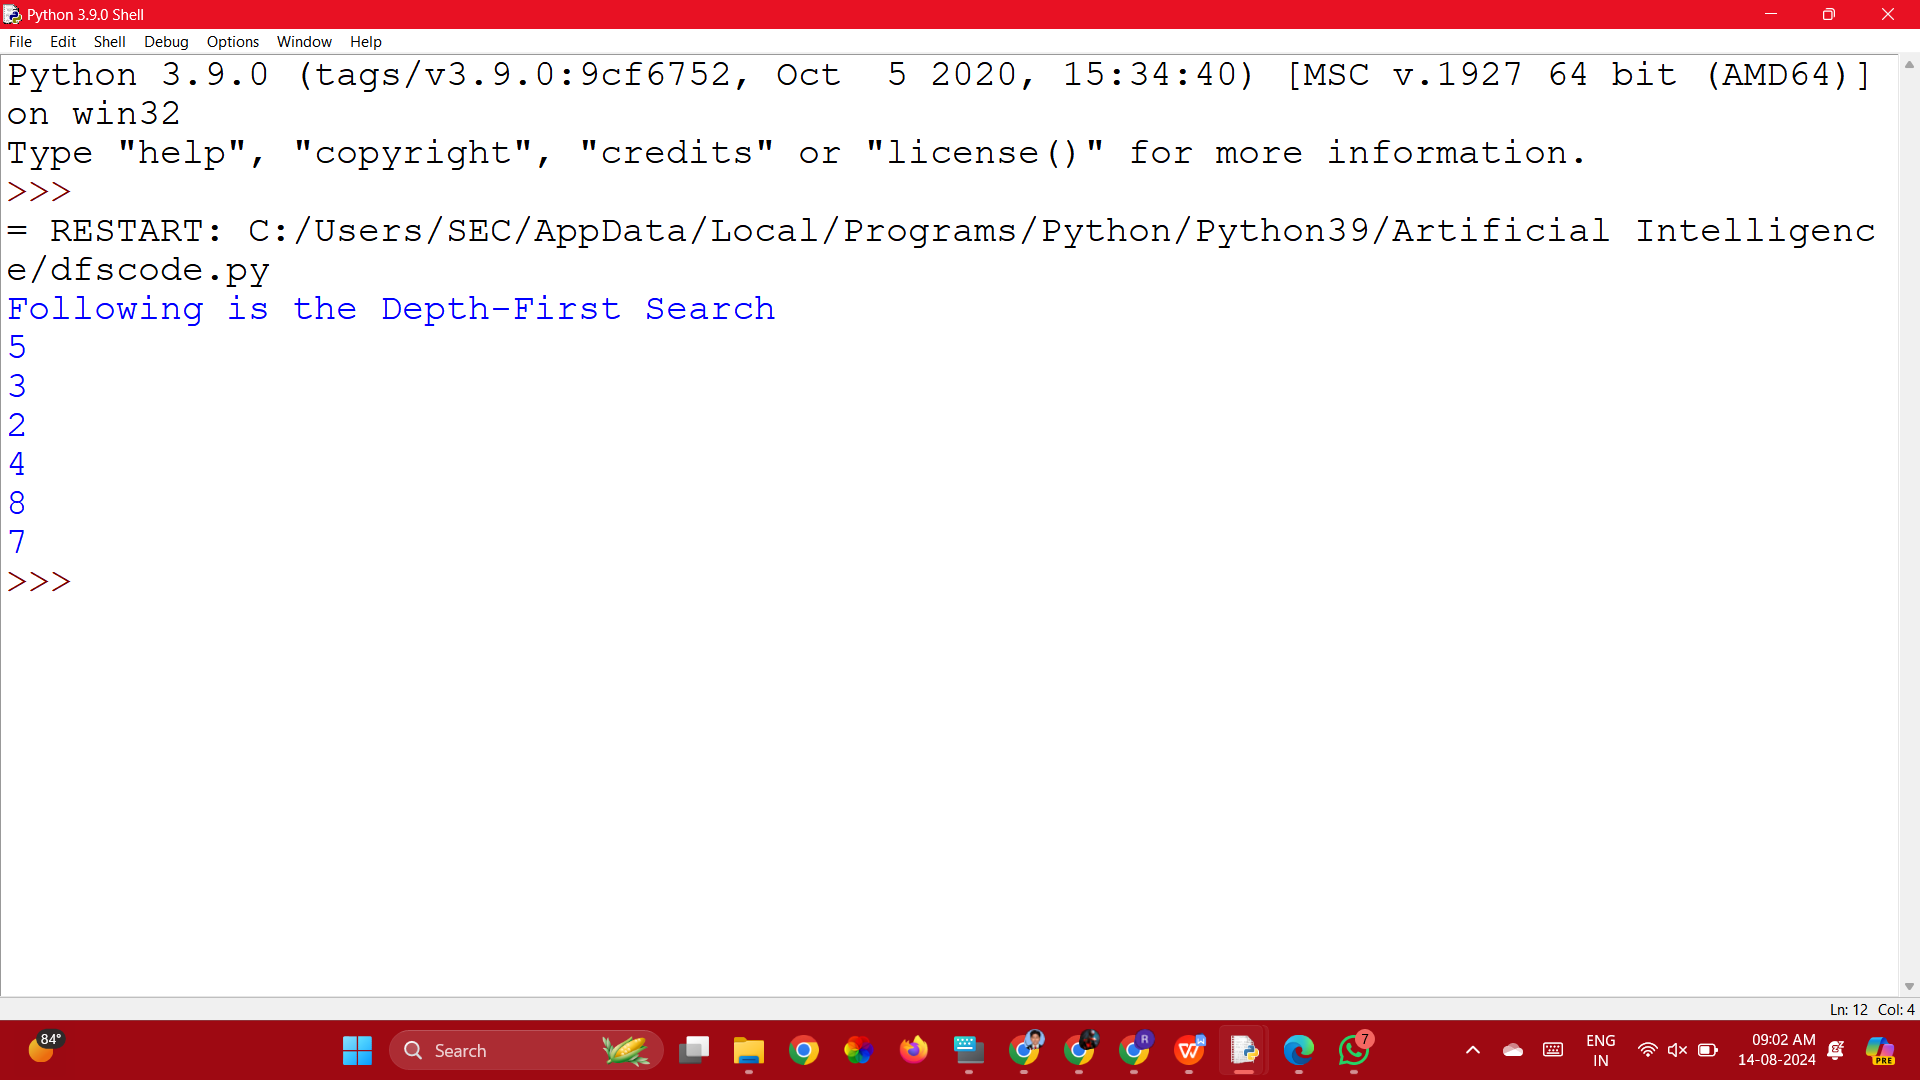 Python 3.9.0 Shell
File Edit Shell Debug Options Window Help
Python 3.9.0 (tags/v3.9.0:9cf6752, Oct  5 2020, 15:34:40) [MSC v.1927 64 bit (AMD64)]
on win32
Type "help", "copyright", "credits" or "license()" for more information.
>>>
= RESTART: C:/Users/SEC/AppData/Local/Programs/Python/Python39/Artificial Intelligenc
e/dfscode.py
Following is the Depth-First Search
5
3
2
4
8
7
>>>
Ln: 12 Col: 4
84°
Search
R
W
7
ENG
IN
09:02 AM
14-08-2024
PRE